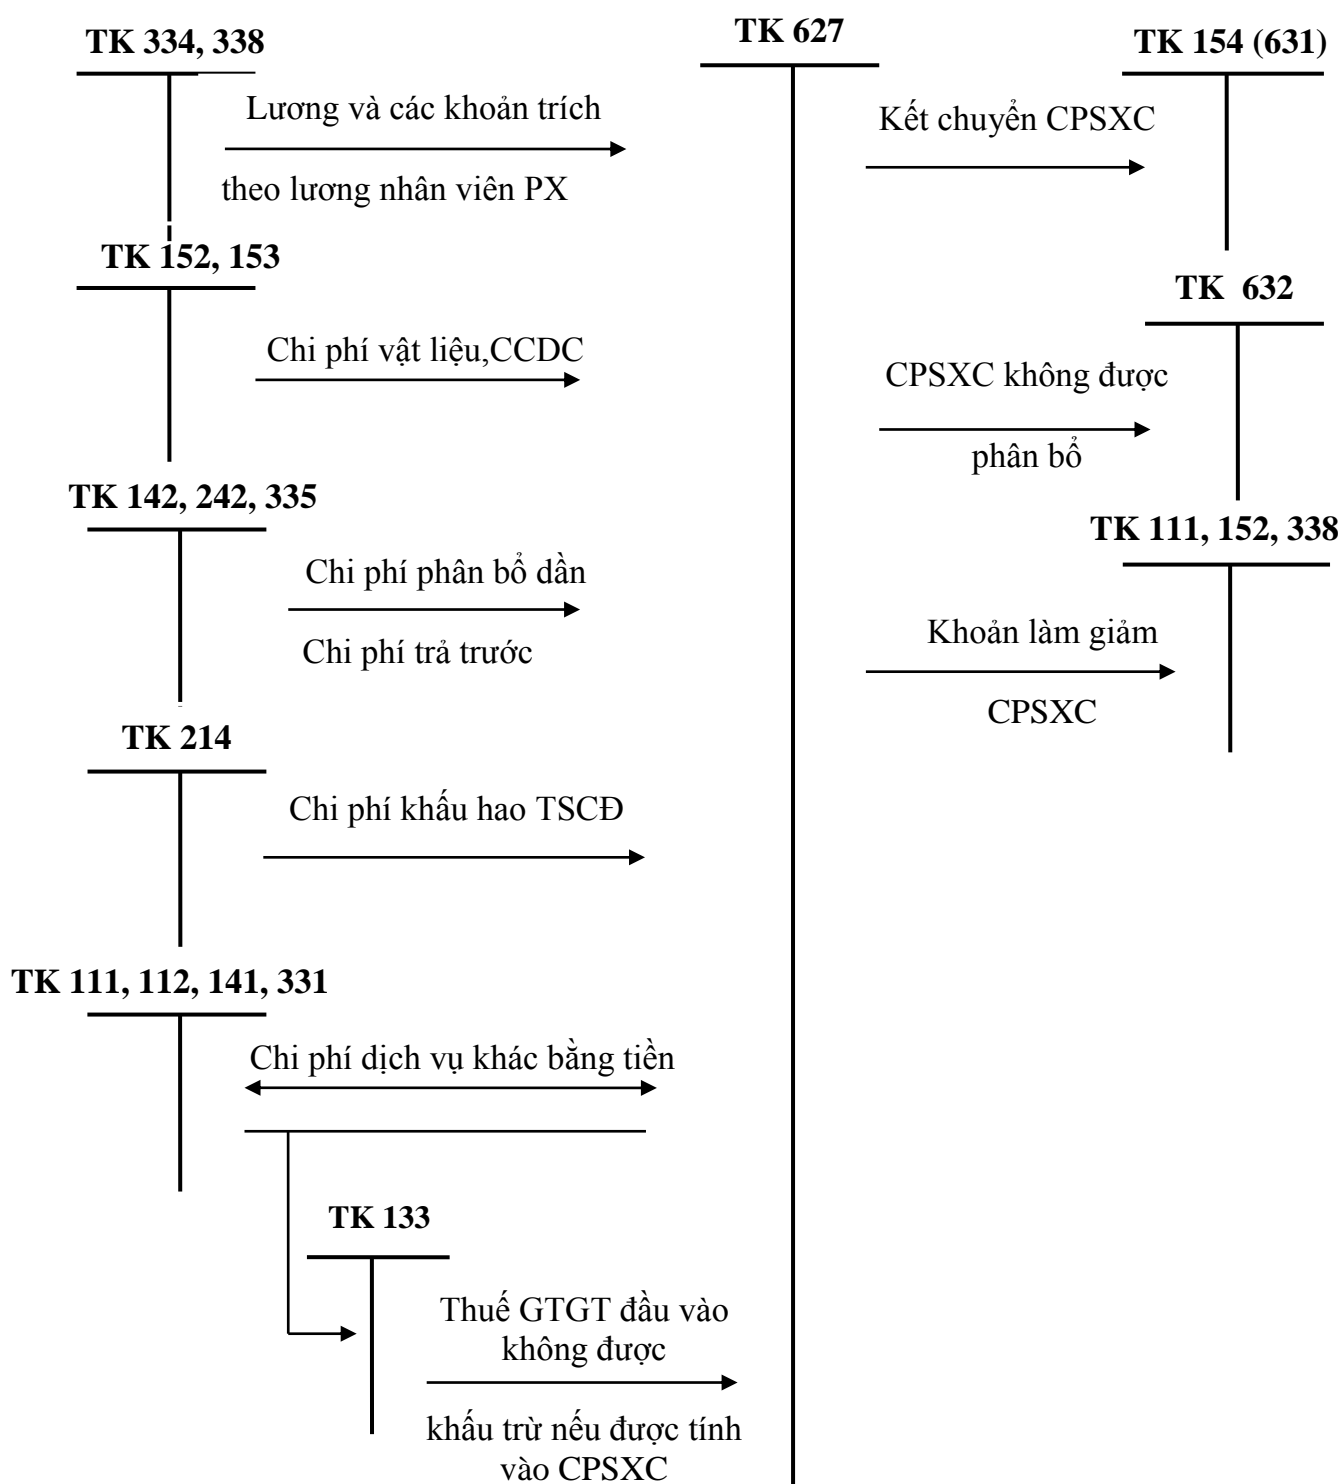 TK 334, 338
TK 627
TK 154 (631)
Lương và các khoản trích
theo lương nhân viên PX
Kết chuyển CPSXC
TK 152, 153
TK 632
Chi phí vật liệu,CCDC
CPSXC không được
phân bổ
TK 142, 242, 335
TK 111, 152, 338
Chi phí phân bổ dần
Chi phí trả trước
Khoản làm giảm
CPSXC
TK 214
Chi phí khấu hao TSCĐ
TK 111, 112, 141, 331
Chi phí dịch vụ khác bằng tiền
TK 133
Thuế GTGT đầu vào
không được
khấu trừ nếu được tính
vào CPSXC